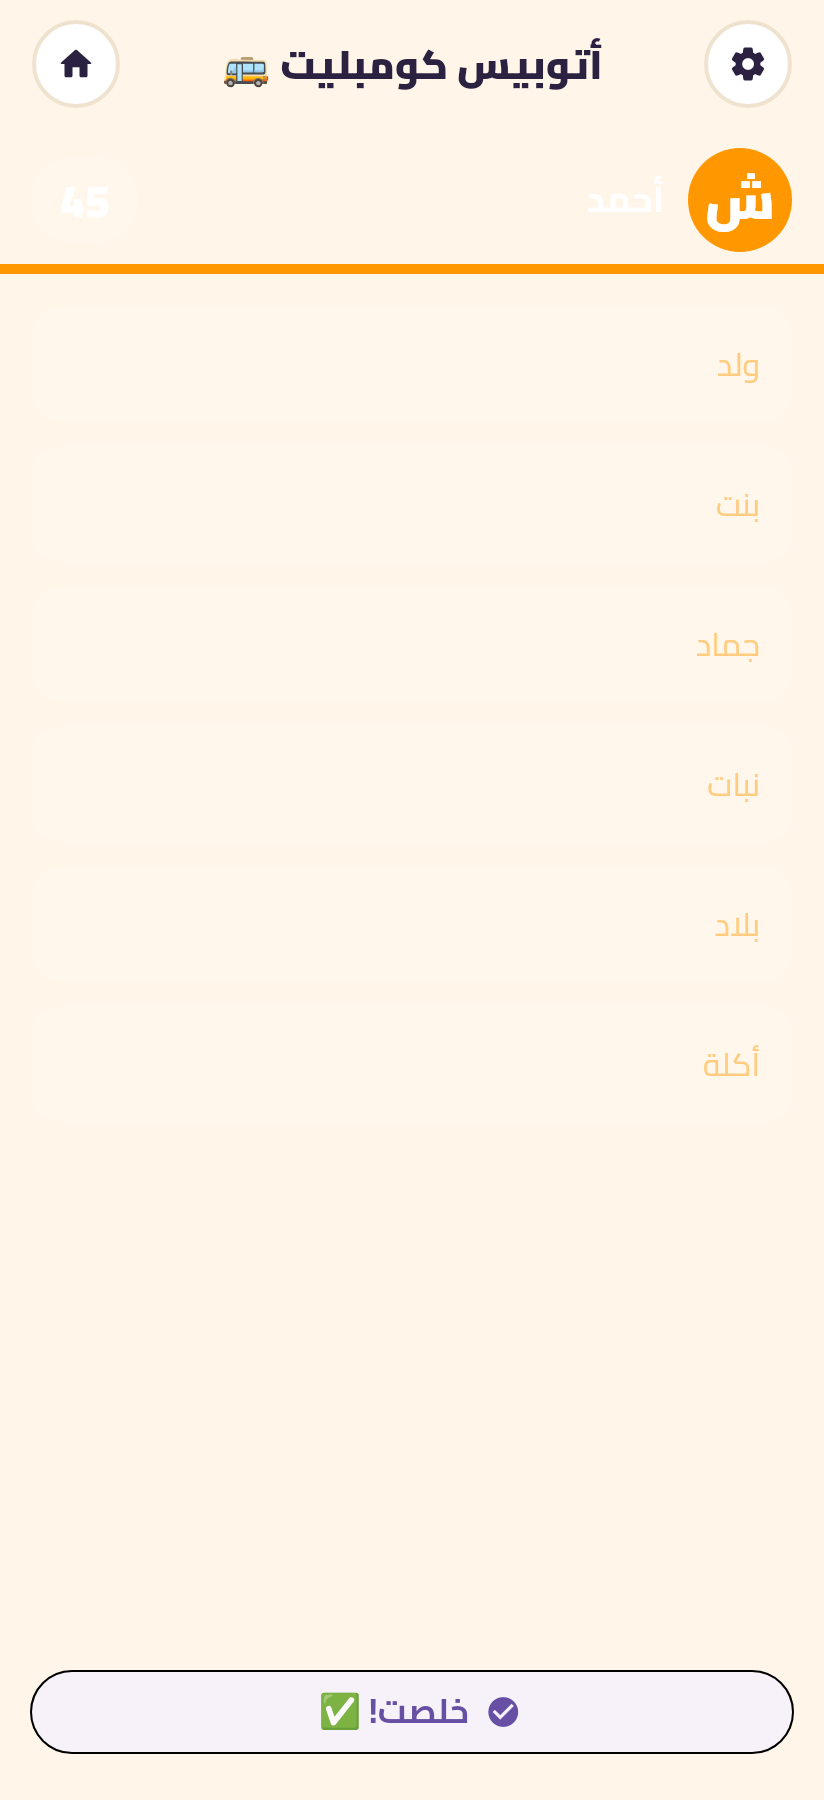 أتوبيس كومبليت 🚌
ش
أحمد
45
ولد
بنت
جماد
نبات
بلاد
أكلة
خلصت! ✅